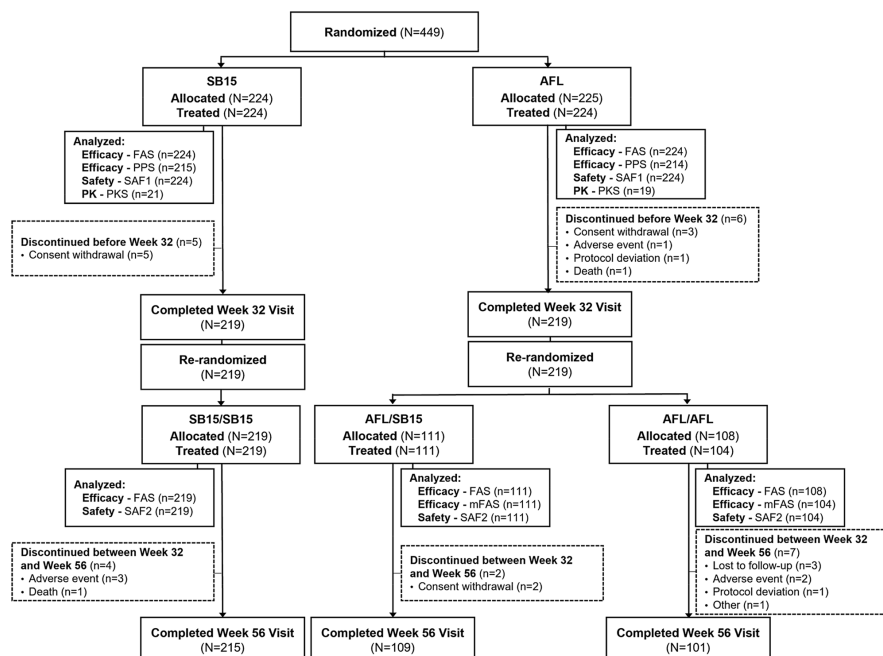 Randomized (N=449)
SB15
Allocated (N=224)
Treated (N=224)
AFL
Allocated (N=225)
Treated (N=224)
Analyzed:
Efficacy - FAS (n=224)
Efficacy - PPS (n=215)
Safety - SAF1 (n=224)
PK - PKS (n=21)
Analyzed:
Efficacy - FAS (n=224)
Efficacy - PPS (n=214)
Safety - SAF1 (n=224)
PK - PKS (n=19)
Discontinued before Week 32 (n=5)
• Consent withdrawal (n=5)
Discontinued before Week 32 (n=6)
• Consent withdrawal (n=3)
• Adverse event (n=1)
• Protocol deviation (n=1)
• Death (n=1)
Completed Week 32 Visit
(N=219)
Completed Week 32 Visit
(N=219)
Re-randomized
(N=219)
Re-randomized
(N=219)
SB15/SB15
Allocated (N=219)
Treated (N=219)
AFL/SB15
Allocated (N=111)
Treated (N=111)
AFL/AFL
Allocated (N=108)
Treated (N=104)
Analyzed:
Efficacy - FAS (n=219)
Safety - SAF2 (n=219)
Analyzed:
Efficacy - FAS (n=111)
Efficacy - mFAS (n=111)
Safety - SAF2 (n=111)
Analyzed:
Efficacy - FAS (n=108)
Efficacy - mFAS (n=104)
Safety - SAF2 (n=104)
Discontinued between Week 32
and Week 56 (n=4)
• Adverse event (n=3)
• Death (n=1)
Discontinued between Week 32
and Week 56 (n=2)
• Consent withdrawal (n=2)
Discontinued between Week 32
and Week 56 (n=7)
• Lost to follow-up (n=3)
• Adverse event (n=2)
• Protocol deviation (n=1)
• Other (n=1)
Completed Week 56 Visit
(N=215)
Completed Week 56 Visit
(N=109)
Completed Week 56 Visit
(N=101)